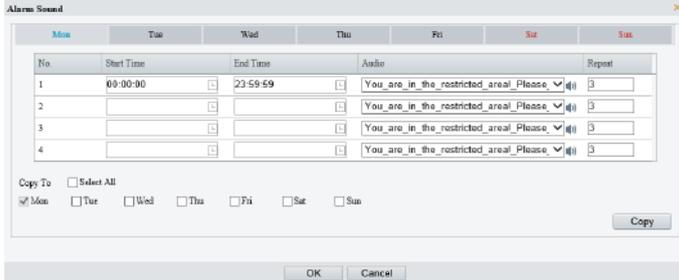 Alarm Sound
Mon Tue Wed Thu Fri Sat Sun
No. Start Time End Time Audio Repeat
1 00:00:00 23:59:59 You_are_in_the_restricted_area!_Please_ 3
2 You_are_in_the_restricted_area!_Please_ 3
3 You_are_in_the_restricted_area!_Please_ 3
4 You_are_in_the_restricted_area!_Please_ 3
Copy To Select All
Mon Tue Wed Thu Fri Sat Sun
Copy
OK Cancel